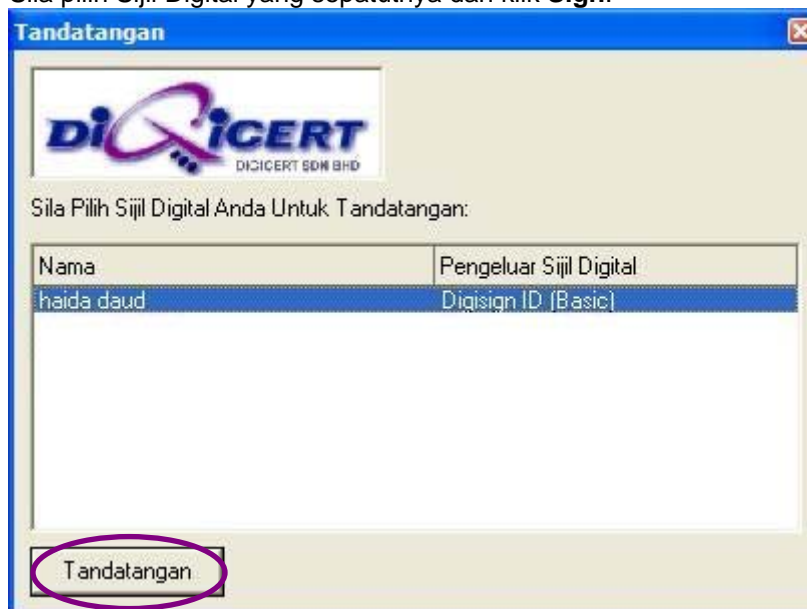 Sila pilih Sijil Digital yang sepatutnya dan klik Sign.
Tandatangan
DiGiCERT
DIGICERT SDN BHD
Sila Pilih Sijil Digital Anda Untuk Tandatangan:
Nama Pengeluar Sijil Digital
haida daud Digisign ID (Basic)
Tandatangan